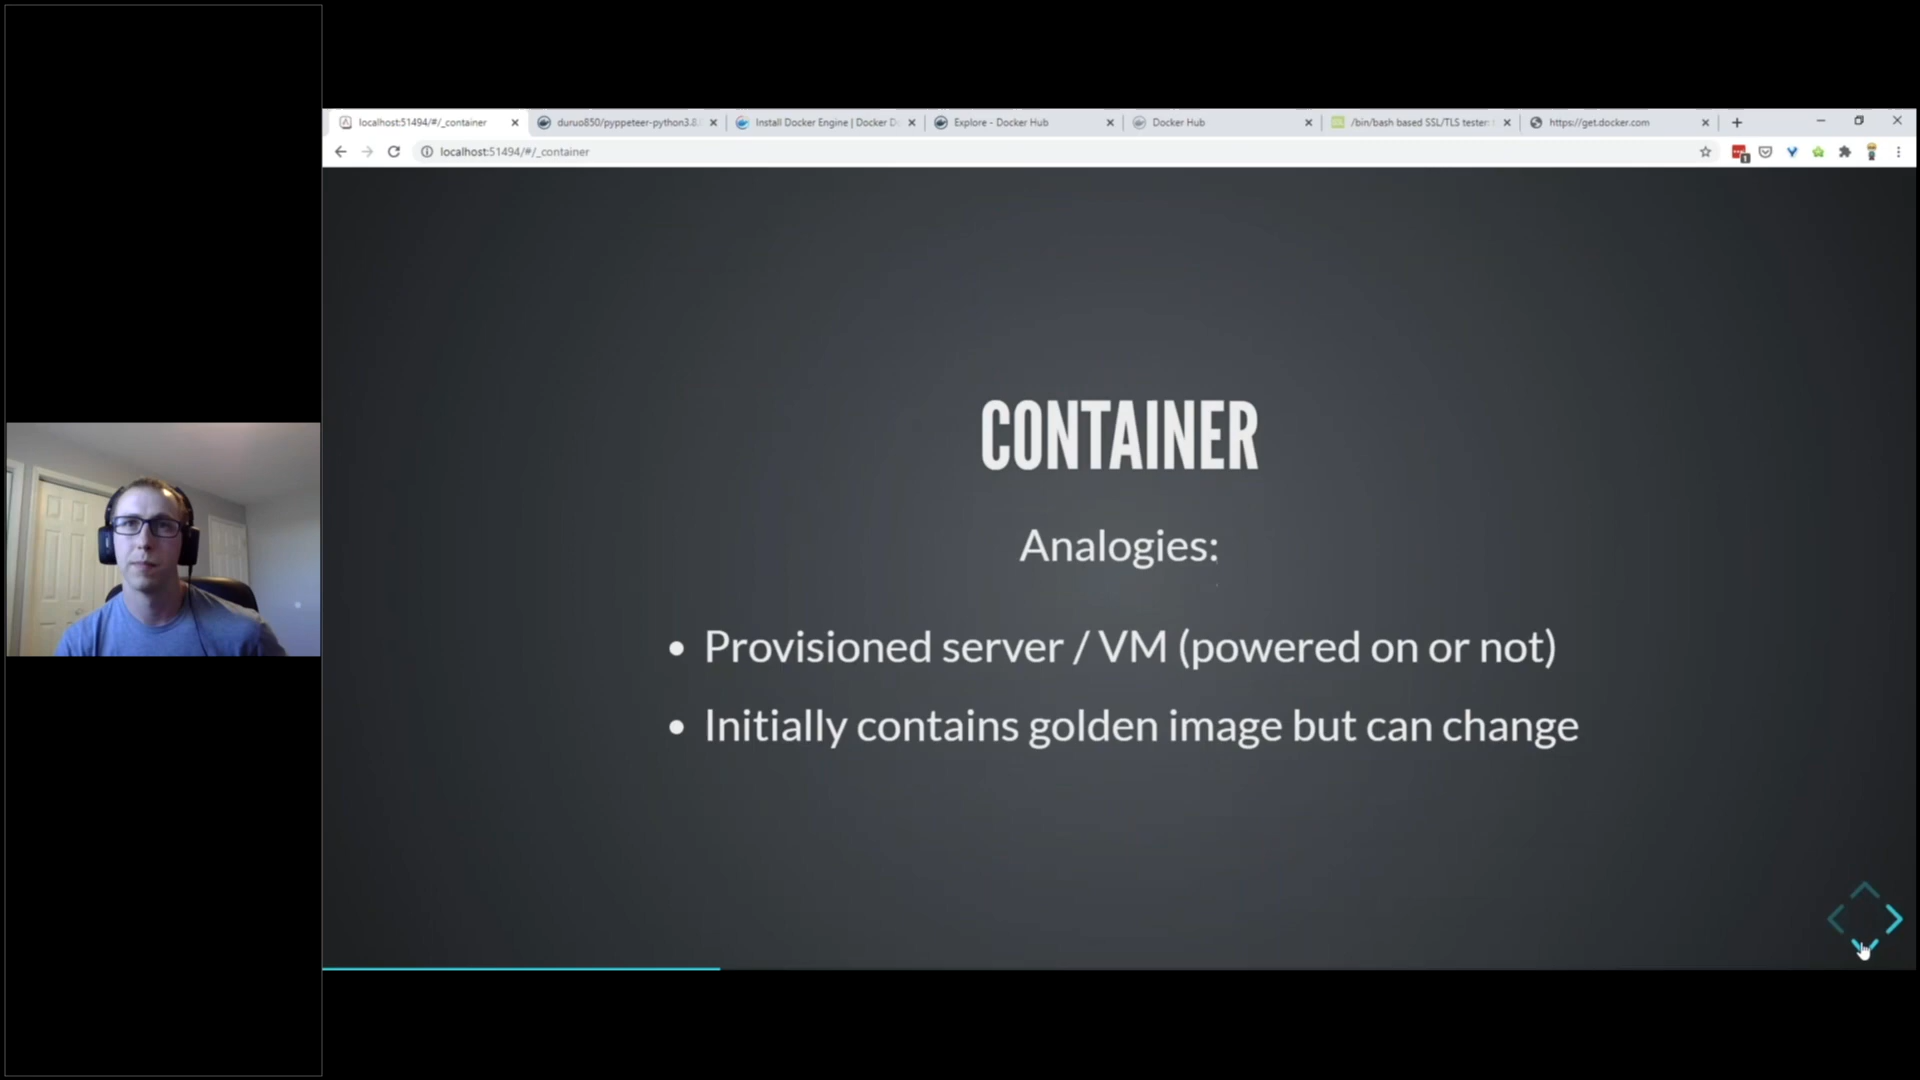 localhost:51494/#/_container
duruo850/pyppeteer-python3.8
Install Docker Engine | Docker D
Explore - Docker Hub
Docker Hub
/bin/bash based SSL/TLS tester:
https://get.docker.com
localhost:51494/#/_container
1
CONTAINER
Analogies:
• Provisioned server / VM (powered on or not)
• Initially contains golden image but can change